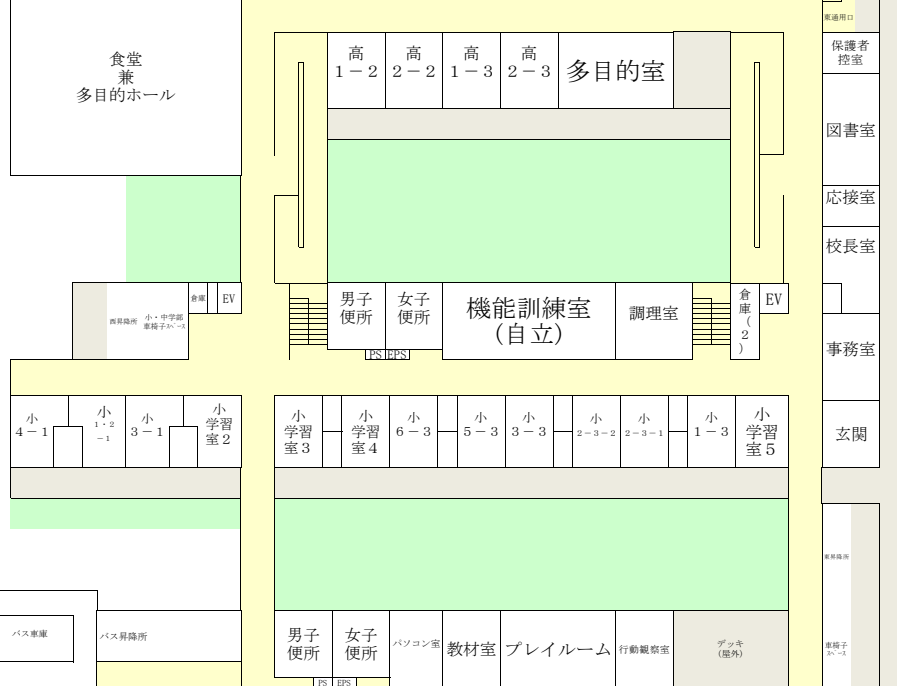 東通用口
食堂
兼
多目的ホール
高
1－2
高
2－2
高
1－3
高
2－3
多目的室
保護者
控室
図書室
応接室
校長室
倉庫
EV
西昇降所
小・中学部
車椅子ｽﾍﾟｰｽ
男子
便所
女子
便所
PS
EPS
機能訓練室
(自立)
調理室
倉
庫
(
2
)
EV
事務室
小
4－1
小
1・2
－1
小
3－1
小
学習
室2
小
学習
室3
小
学習
室4
小
6－3
小
5－3
小
3－3
小
2－3－2
小
2－3－1
小
1－3
小
学習
室5
玄関
東昇降所
バス車庫
バス昇降所
男子
便所
女子
便所
パソコン室
教材室
プレイルーム
行動観察室
デッキ
(屋外)
車椅子
ｽﾍﾟｰｽ
PS
EPS